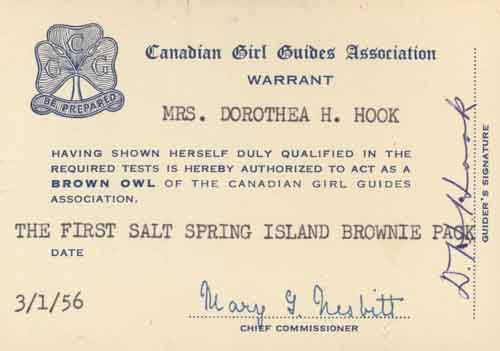 C
G G
BE PREPARED
Canadian Girl Guides Association
WARRANT
MRS. DOROTHEA H. HOOK
HAVING SHOWN HERSELF DULY QUALIFIED IN THE
REQUIRED TESTS IS HEREBY AUTHORIZED TO ACT AS A
BROWN OWL OF THE CANADIAN GIRL GUIDES
ASSOCIATION.
THE FIRST SALT SPRING ISLAND BROWNIE PACK
DATE
3/1/56
Mary G. Nesbitt
CHIEF COMMISSIONER
D. H. Hook
GUIDER'S SIGNATURE